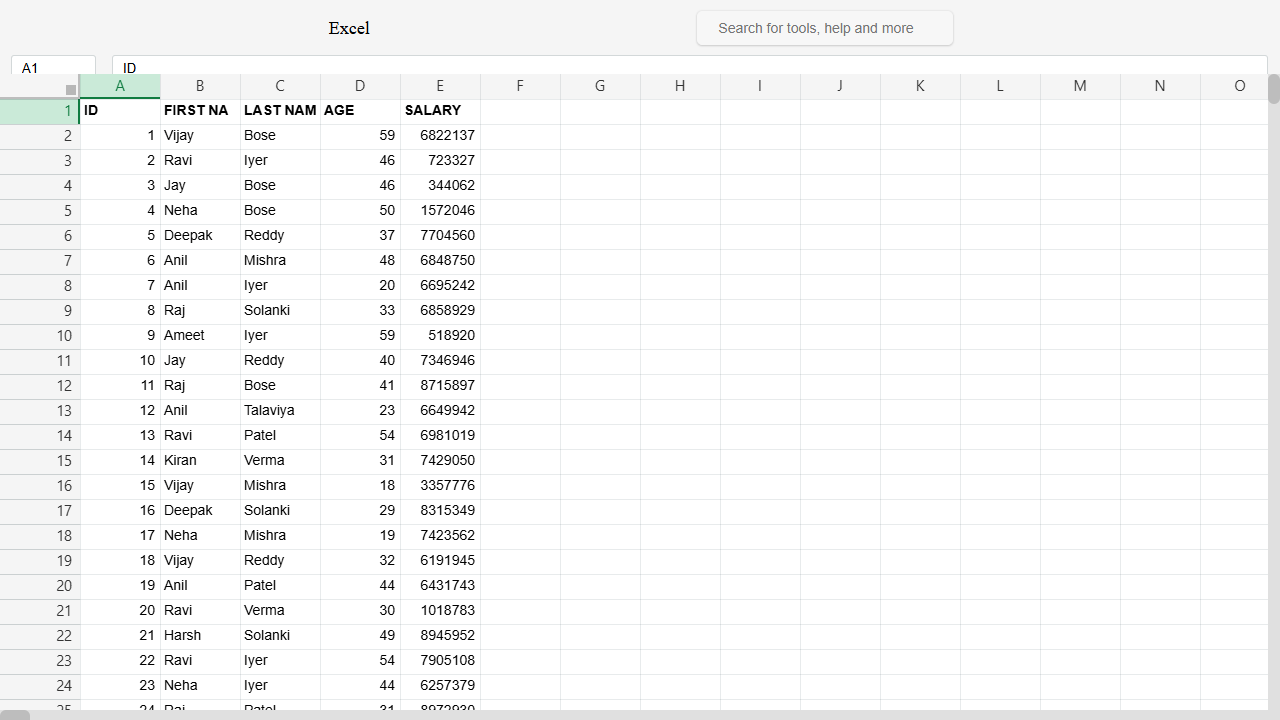 Excel
Search for tools, help and more
A1 ID
A B C D E F G H I J K L M N O
1 ID FIRST NA LAST NAM AGE SALARY
2 1 Vijay Bose 59 6822137
3 2 Ravi Iyer 46 723327
4 3 Jay Bose 46 344062
5 4 Neha Bose 50 1572046
6 5 Deepak Reddy 37 7704560
7 6 Anil Mishra 48 6848750
8 7 Anil Iyer 20 6695242
9 8 Raj Solanki 33 6858929
10 9 Ameet Iyer 59 518920
11 10 Jay Reddy 40 7346946
12 11 Raj Bose 41 8715897
13 12 Anil Talaviya 23 6649942
14 13 Ravi Patel 54 6981019
15 14 Kiran Verma 31 7429050
16 15 Vijay Mishra 18 3357776
17 16 Deepak Solanki 29 8315349
18 17 Neha Mishra 19 7423562
19 18 Vijay Reddy 32 6191945
20 19 Anil Patel 44 6431743
21 20 Ravi Verma 30 1018783
22 21 Harsh Solanki 49 8945952
23 22 Ravi Iyer 54 7905108
24 23 Neha Iyer 44 6257379
25 24 Raj Patel 31